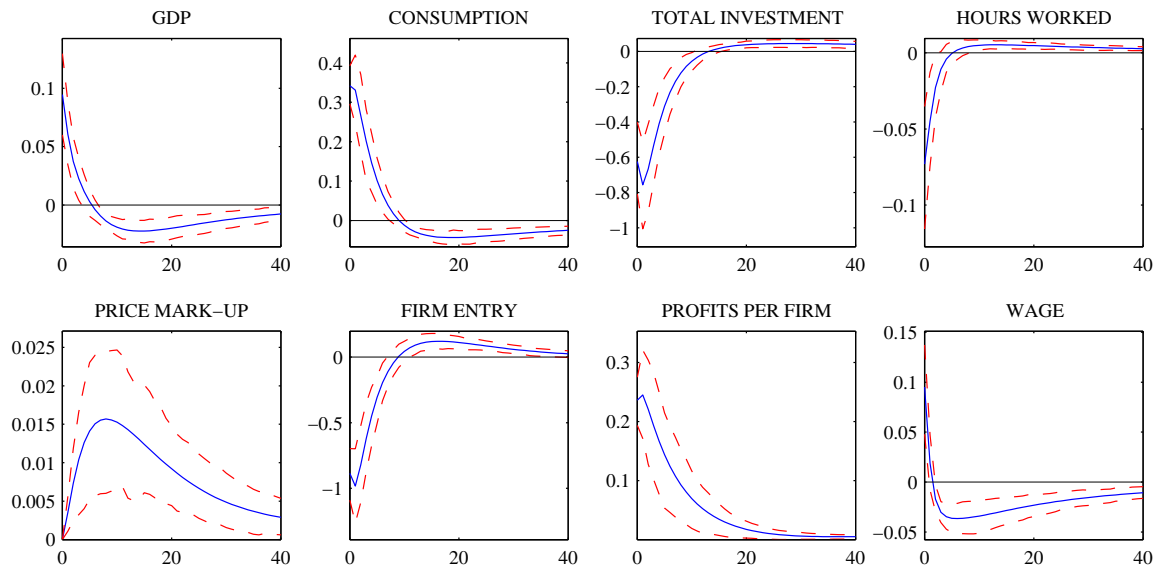 GDP
0.1
0.05
0
0 20 40
CONSUMPTION
0.4
0.3
0.2
0.1
0
0 20 40
TOTAL INVESTMENT
0
−0.2
−0.4
−0.6
−0.8
−1
0 20 40
HOURS WORKED
0
−0.05
−0.1
0 20 40
PRICE MARK−UP
0.025
0.02
0.015
0.01
0.005
0
0 20 40
FIRM ENTRY
0
−0.5
−1
0 20 40
PROFITS PER FIRM
0.3
0.2
0.1
0 20 40
WAGE
0.15
0.1
0.05
0
−0.05
0 20 40